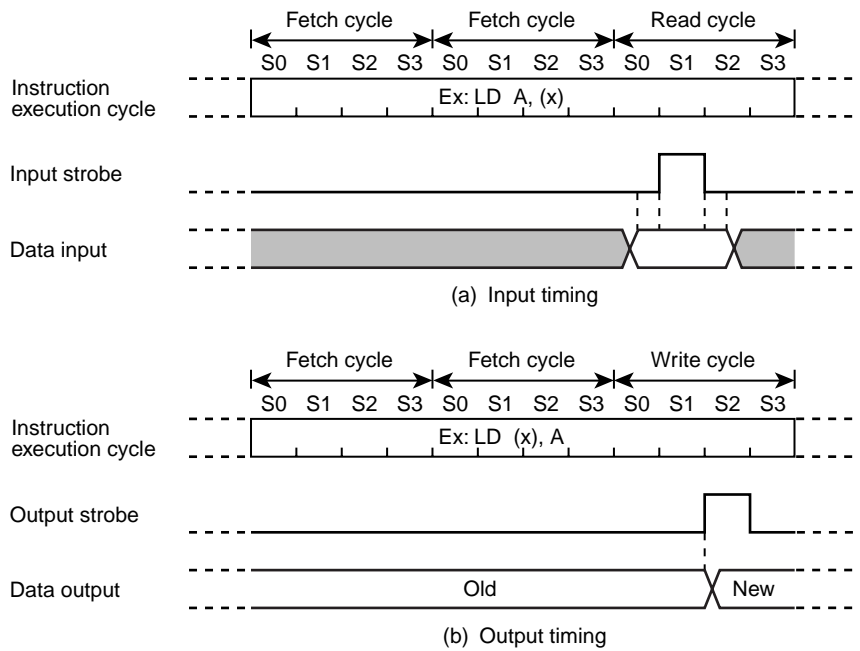 Fetch cycle Fetch cycle Read cycle
S0 S1 S2 S3 S0 S1 S2 S3 S0 S1 S2 S3
Instruction
execution cycle
Ex: LD A, (x)
Input strobe
Data input
(a) Input timing
Fetch cycle Fetch cycle Write cycle
S0 S1 S2 S3 S0 S1 S2 S3 S0 S1 S2 S3
Instruction
execution cycle
Ex: LD (x), A
Output strobe
Data output Old New
(b) Output timing